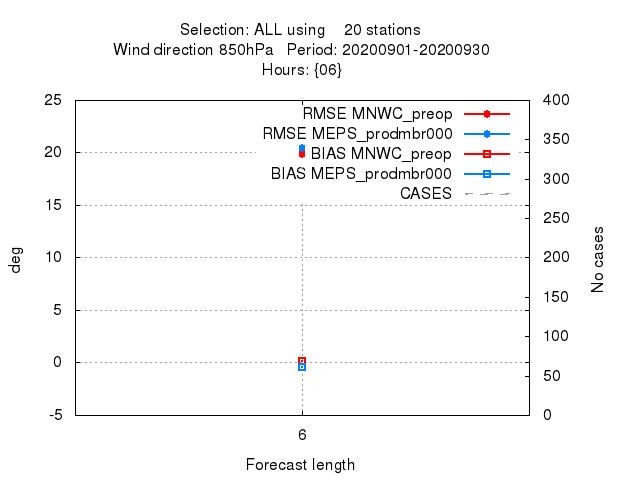 Selection: ALL using    20 stations
Wind direction 850hPa   Period: 20200901-20200930
Hours: {06}
25
20
15
10
5
0
-5
400
350
300
250
200
150
100
50
0
RMSE MNWC_preop
RMSE MEPS_prodmbr000
BIAS MNWC_preop
BIAS MEPS_prodmbr000
CASES
deg
No cases
6
Forecast length